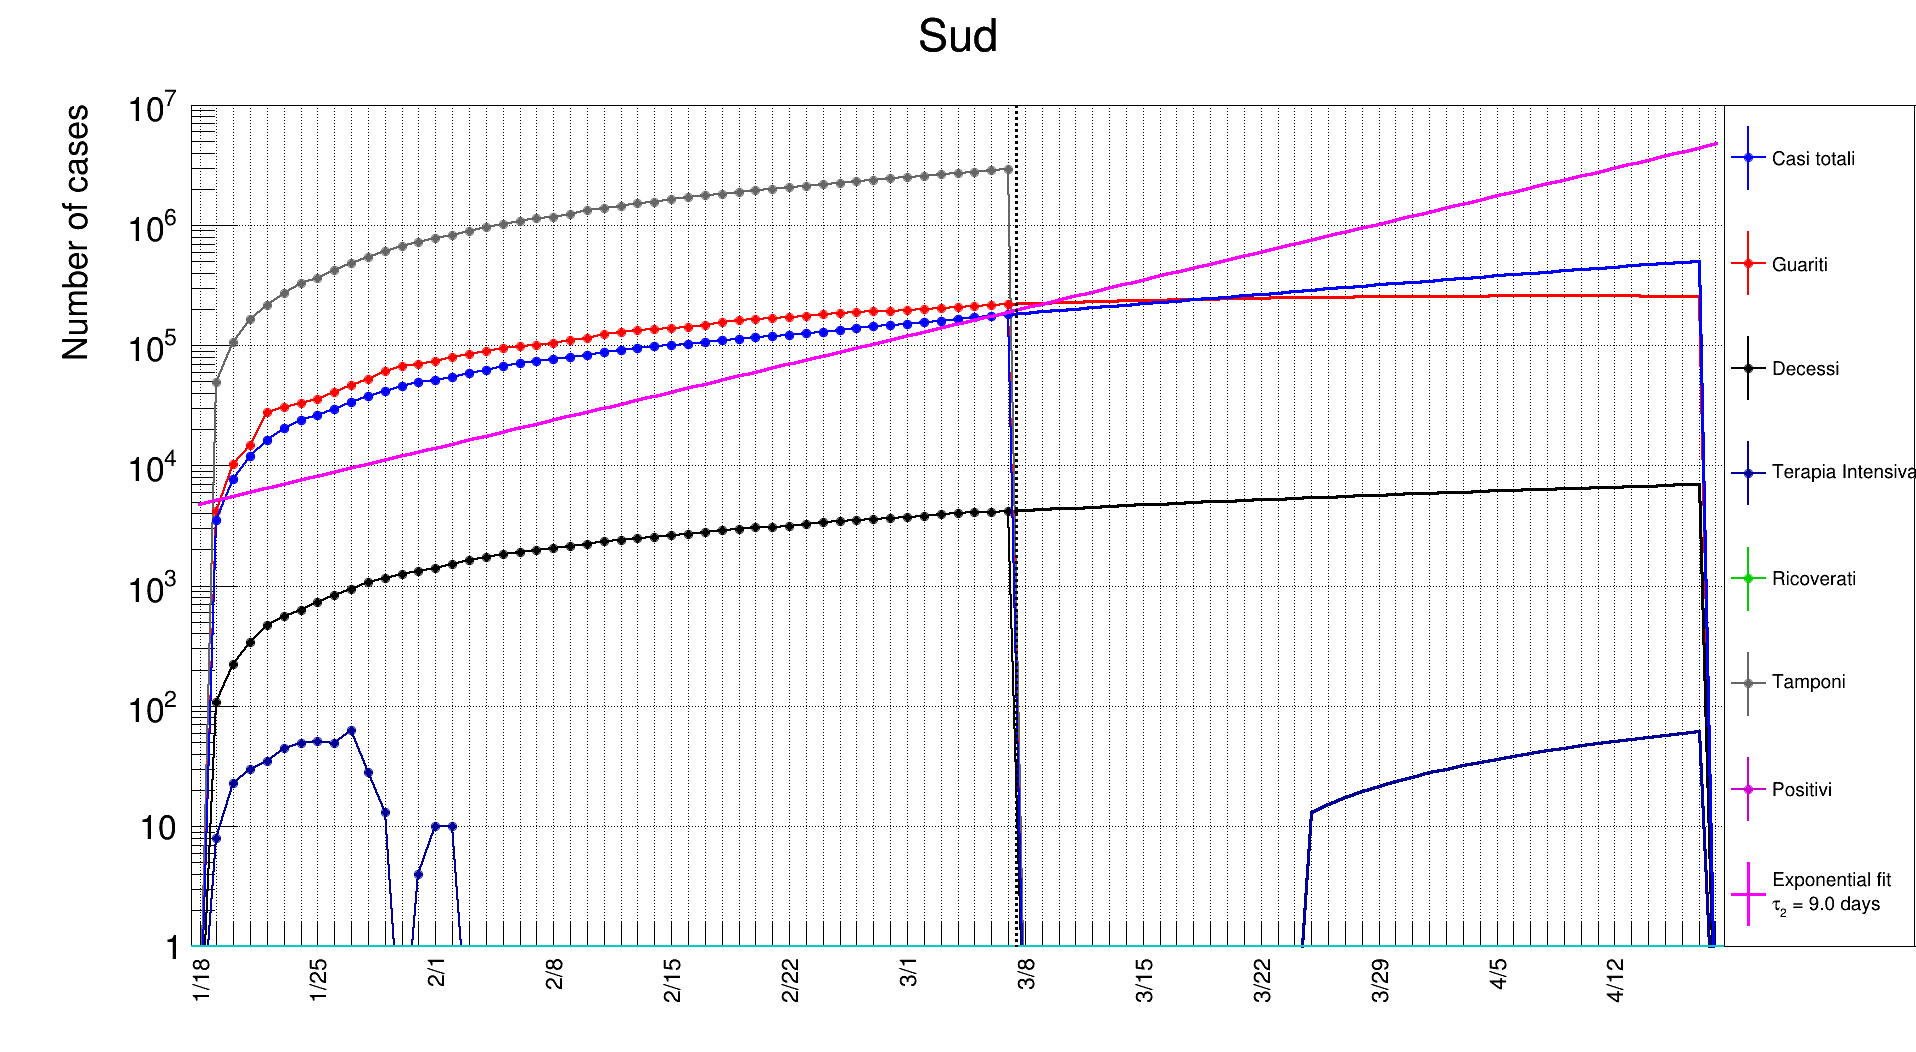 Sud
Number of cases
10^7
10^6
10^5
10^4
10^3
10^2
10
1
1/18
1/25
2/1
2/8
2/15
2/22
3/1
3/8
3/15
3/22
3/29
4/5
4/12
Casi totali
Guariti
Decessi
Terapia Intensiva
Ricoverati
Tamponi
Positivi
Exponential fit
τ₂ = 9.0 days